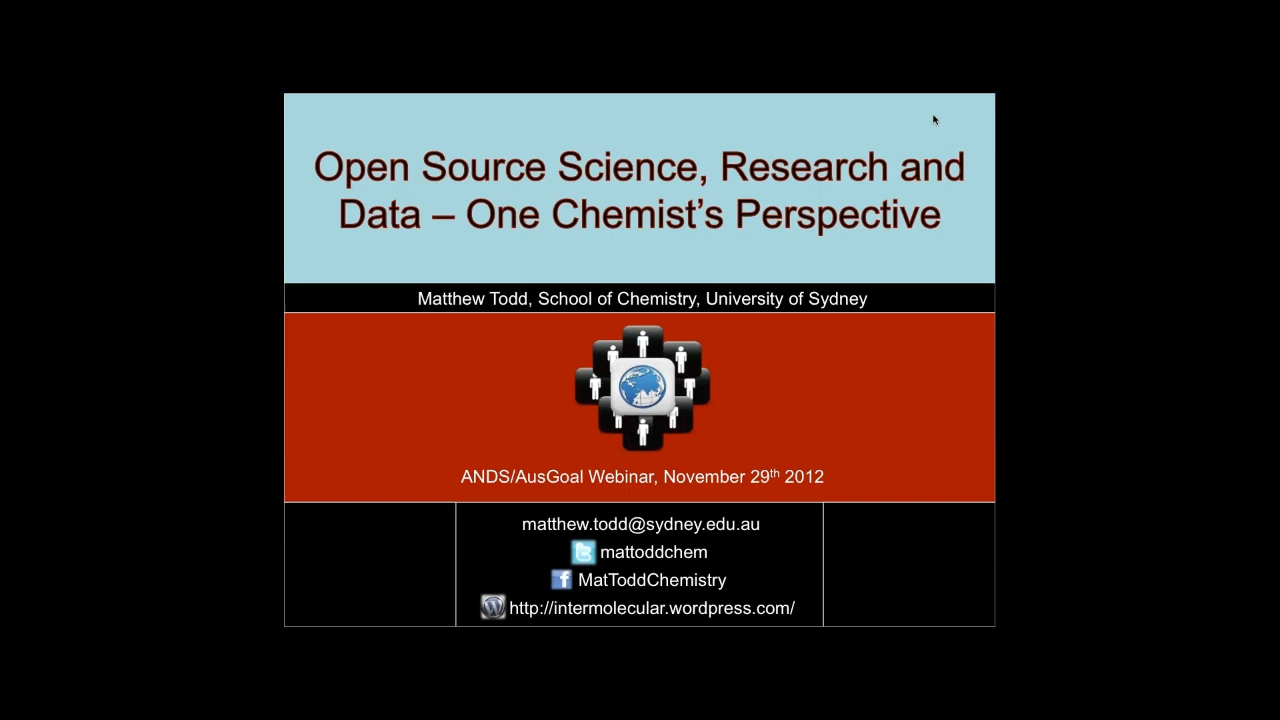 Open Source Science, Research and
Data – One Chemist’s Perspective
Matthew Todd, School of Chemistry, University of Sydney
ANDS/AusGoal Webinar, November 29th 2012
matthew.todd@sydney.edu.au
mattoddchem
MatToddChemistry
http://intermolecular.wordpress.com/